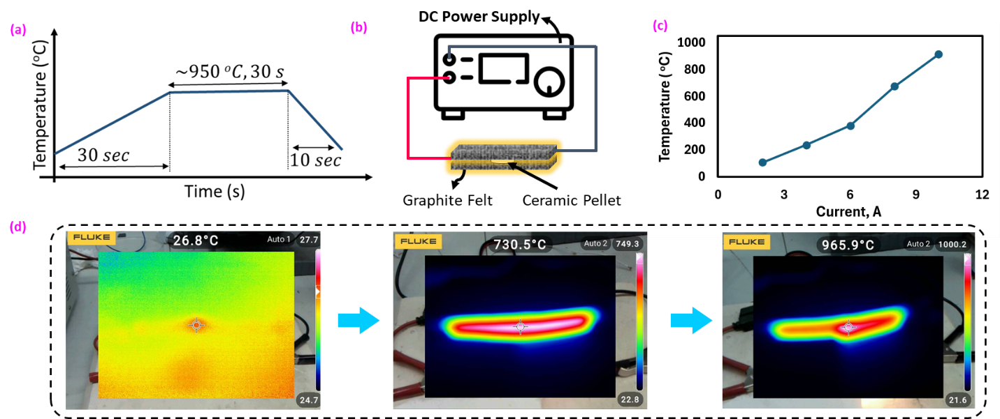 (a)
Temperature (°C)
~950 °C, 30 s
30 sec
10 sec
Time (s)
(b)
DC Power Supply
Graphite Felt
Ceramic Pellet
(c)
Temperature (°C)
1000
800
600
400
200
0
0 3 6 9 12
Current, A
(d)
FLUKE
26.8°C
Auto 1 27.7
24.7
FLUKE
730.5°C
Auto 2 749.3
22.8
FLUKE
965.9°C
Auto 2 1000.2
21.6